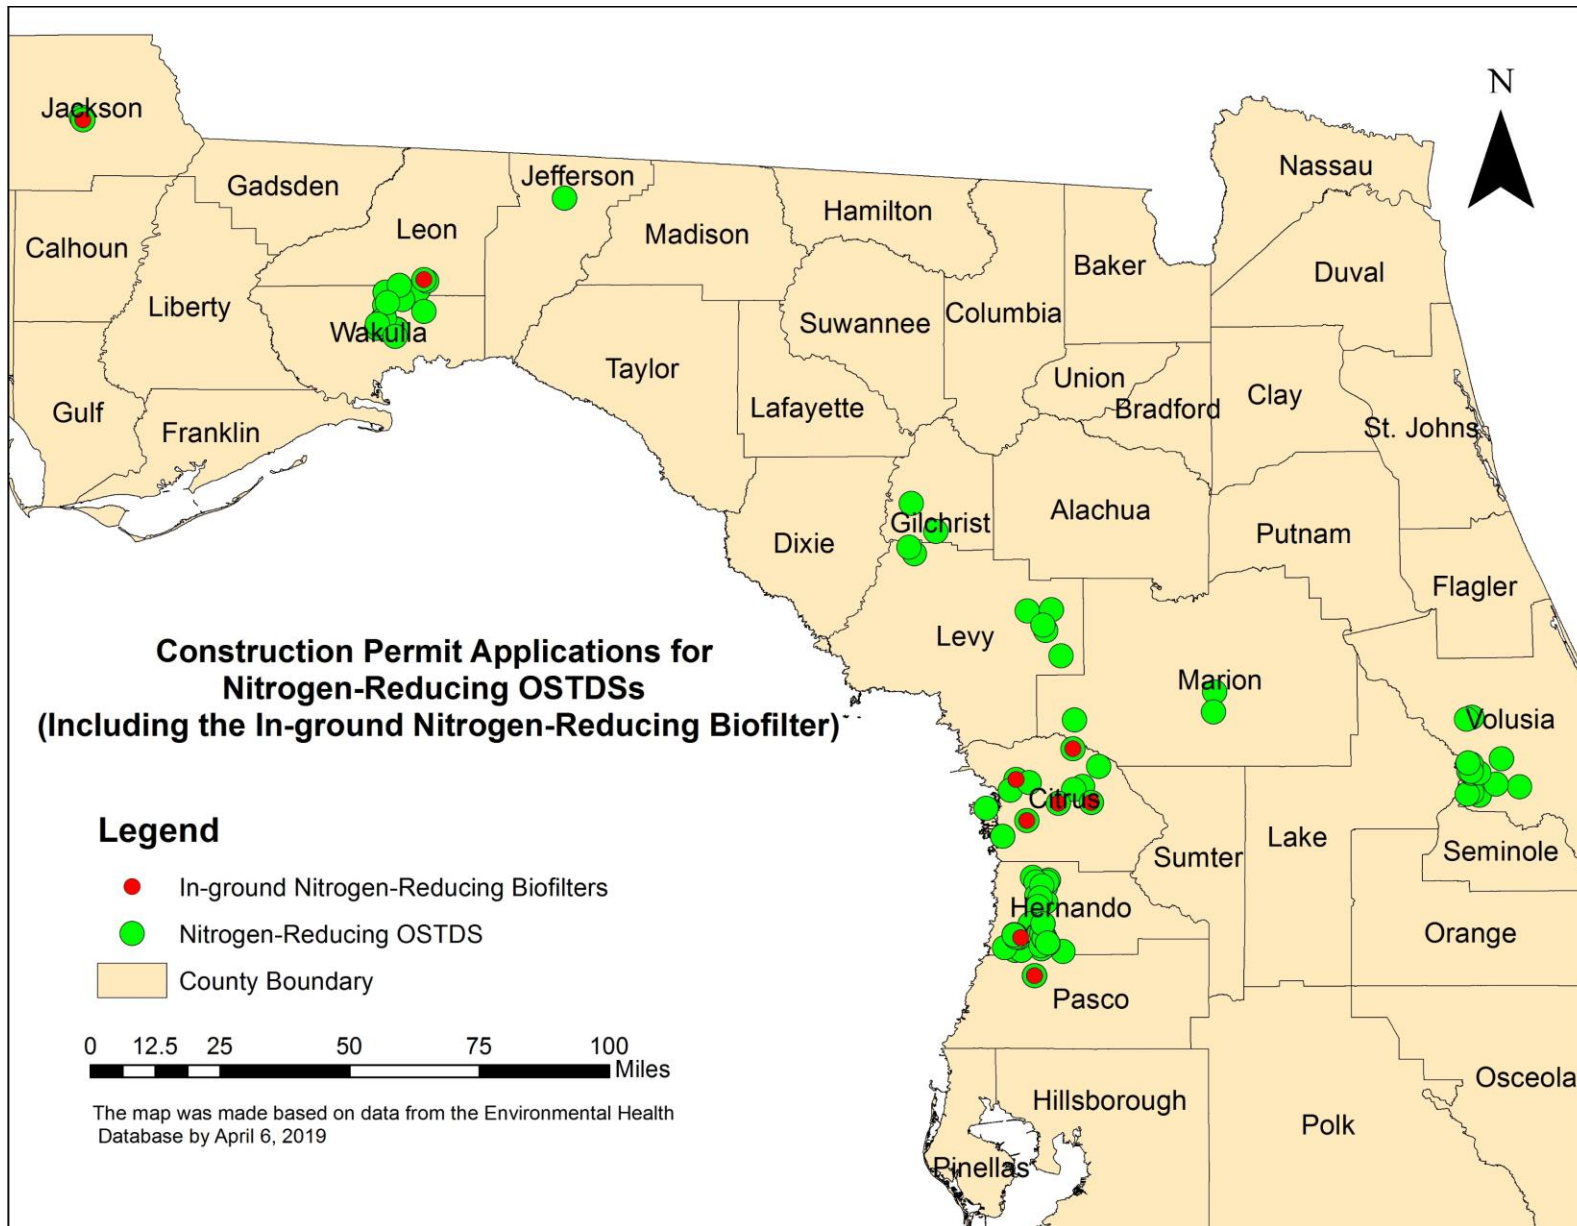 N
Jackson
Nassau
Gadsden
Jefferson
Hamilton
Leon
Madison
Calhoun
Baker
Duval
Liberty
Columbia
Suwannee
Wakulla
Taylor
Union
Clay
Lafayette
Bradford
Gulf
Franklin
St. Johns
Gilchrist
Alachua
Putnam
Dixie
Flagler
Levy
Construction Permit Applications for
Nitrogen-Reducing OSTDSs
(Including the In-ground Nitrogen-Reducing Biofilter)
Marion
Volusia
Citrus
Legend
Lake
Sumter
Seminole
In-ground Nitrogen-Reducing Biofilters
Hernando
Nitrogen-Reducing OSTDS
Orange
County Boundary
Pasco
0 12.5 25 50 75 100
Miles
Osceola
Hillsborough
The map was made based on data from the Environmental Health
Database by April 6, 2019
Polk
Pinellas